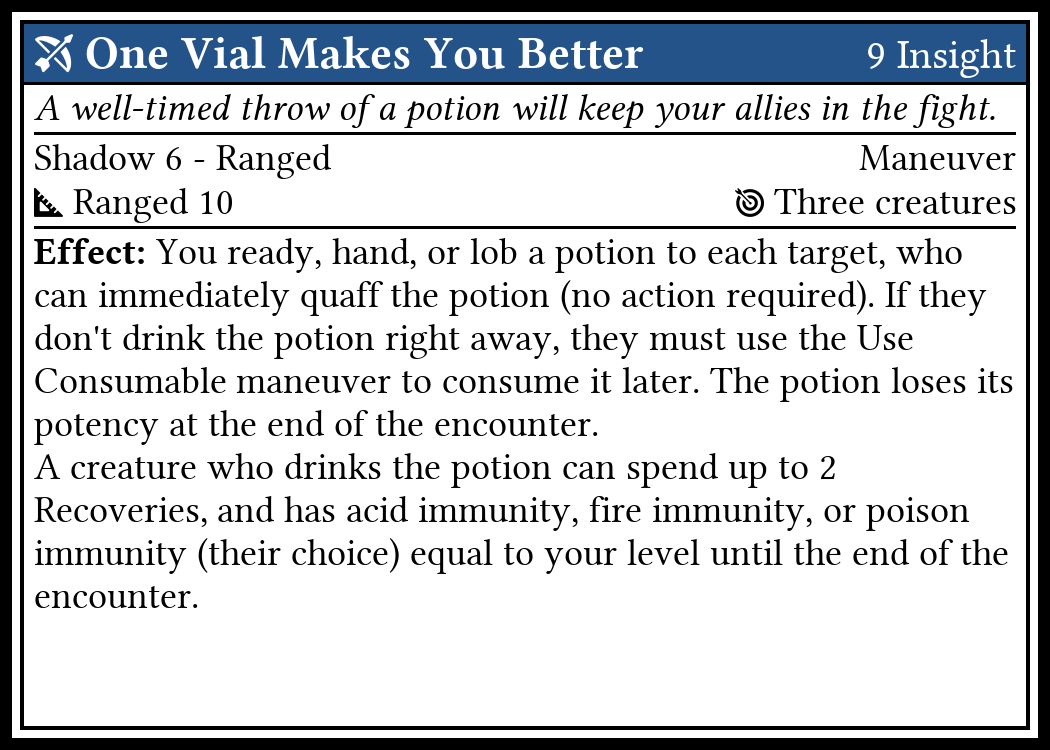 One Vial Makes You Better 9 Insight
A well-timed throw of a potion will keep your allies in the fight.
Shadow 6 - Ranged Maneuver
Ranged 10 Three creatures
Effect: You ready, hand, or lob a potion to each target, who
can immediately quaff the potion (no action required). If they
don't drink the potion right away, they must use the Use
Consumable maneuver to consume it later. The potion loses its
potency at the end of the encounter.
A creature who drinks the potion can spend up to 2
Recoveries, and has acid immunity, fire immunity, or poison
immunity (their choice) equal to your level until the end of the
encounter.